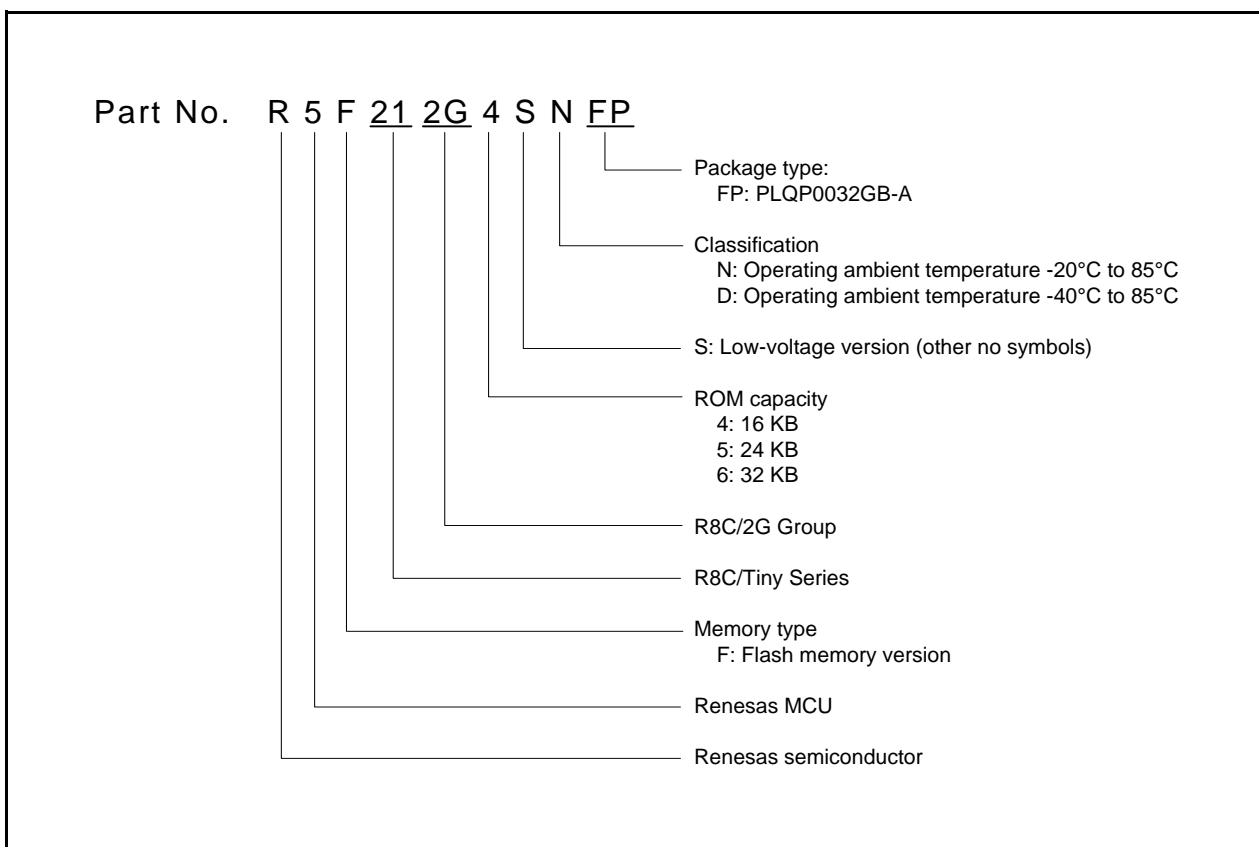 Part No. R 5 F 21 2G 4 S N FP
Package type:
FP: PLQP0032GB-A
Classification
N: Operating ambient temperature -20°C to 85°C
D: Operating ambient temperature -40°C to 85°C
S: Low-voltage version (other no symbols)
ROM capacity
4: 16 KB
5: 24 KB
6: 32 KB
R8C/2G Group
R8C/Tiny Series
Memory type
F: Flash memory version
Renesas MCU
Renesas semiconductor